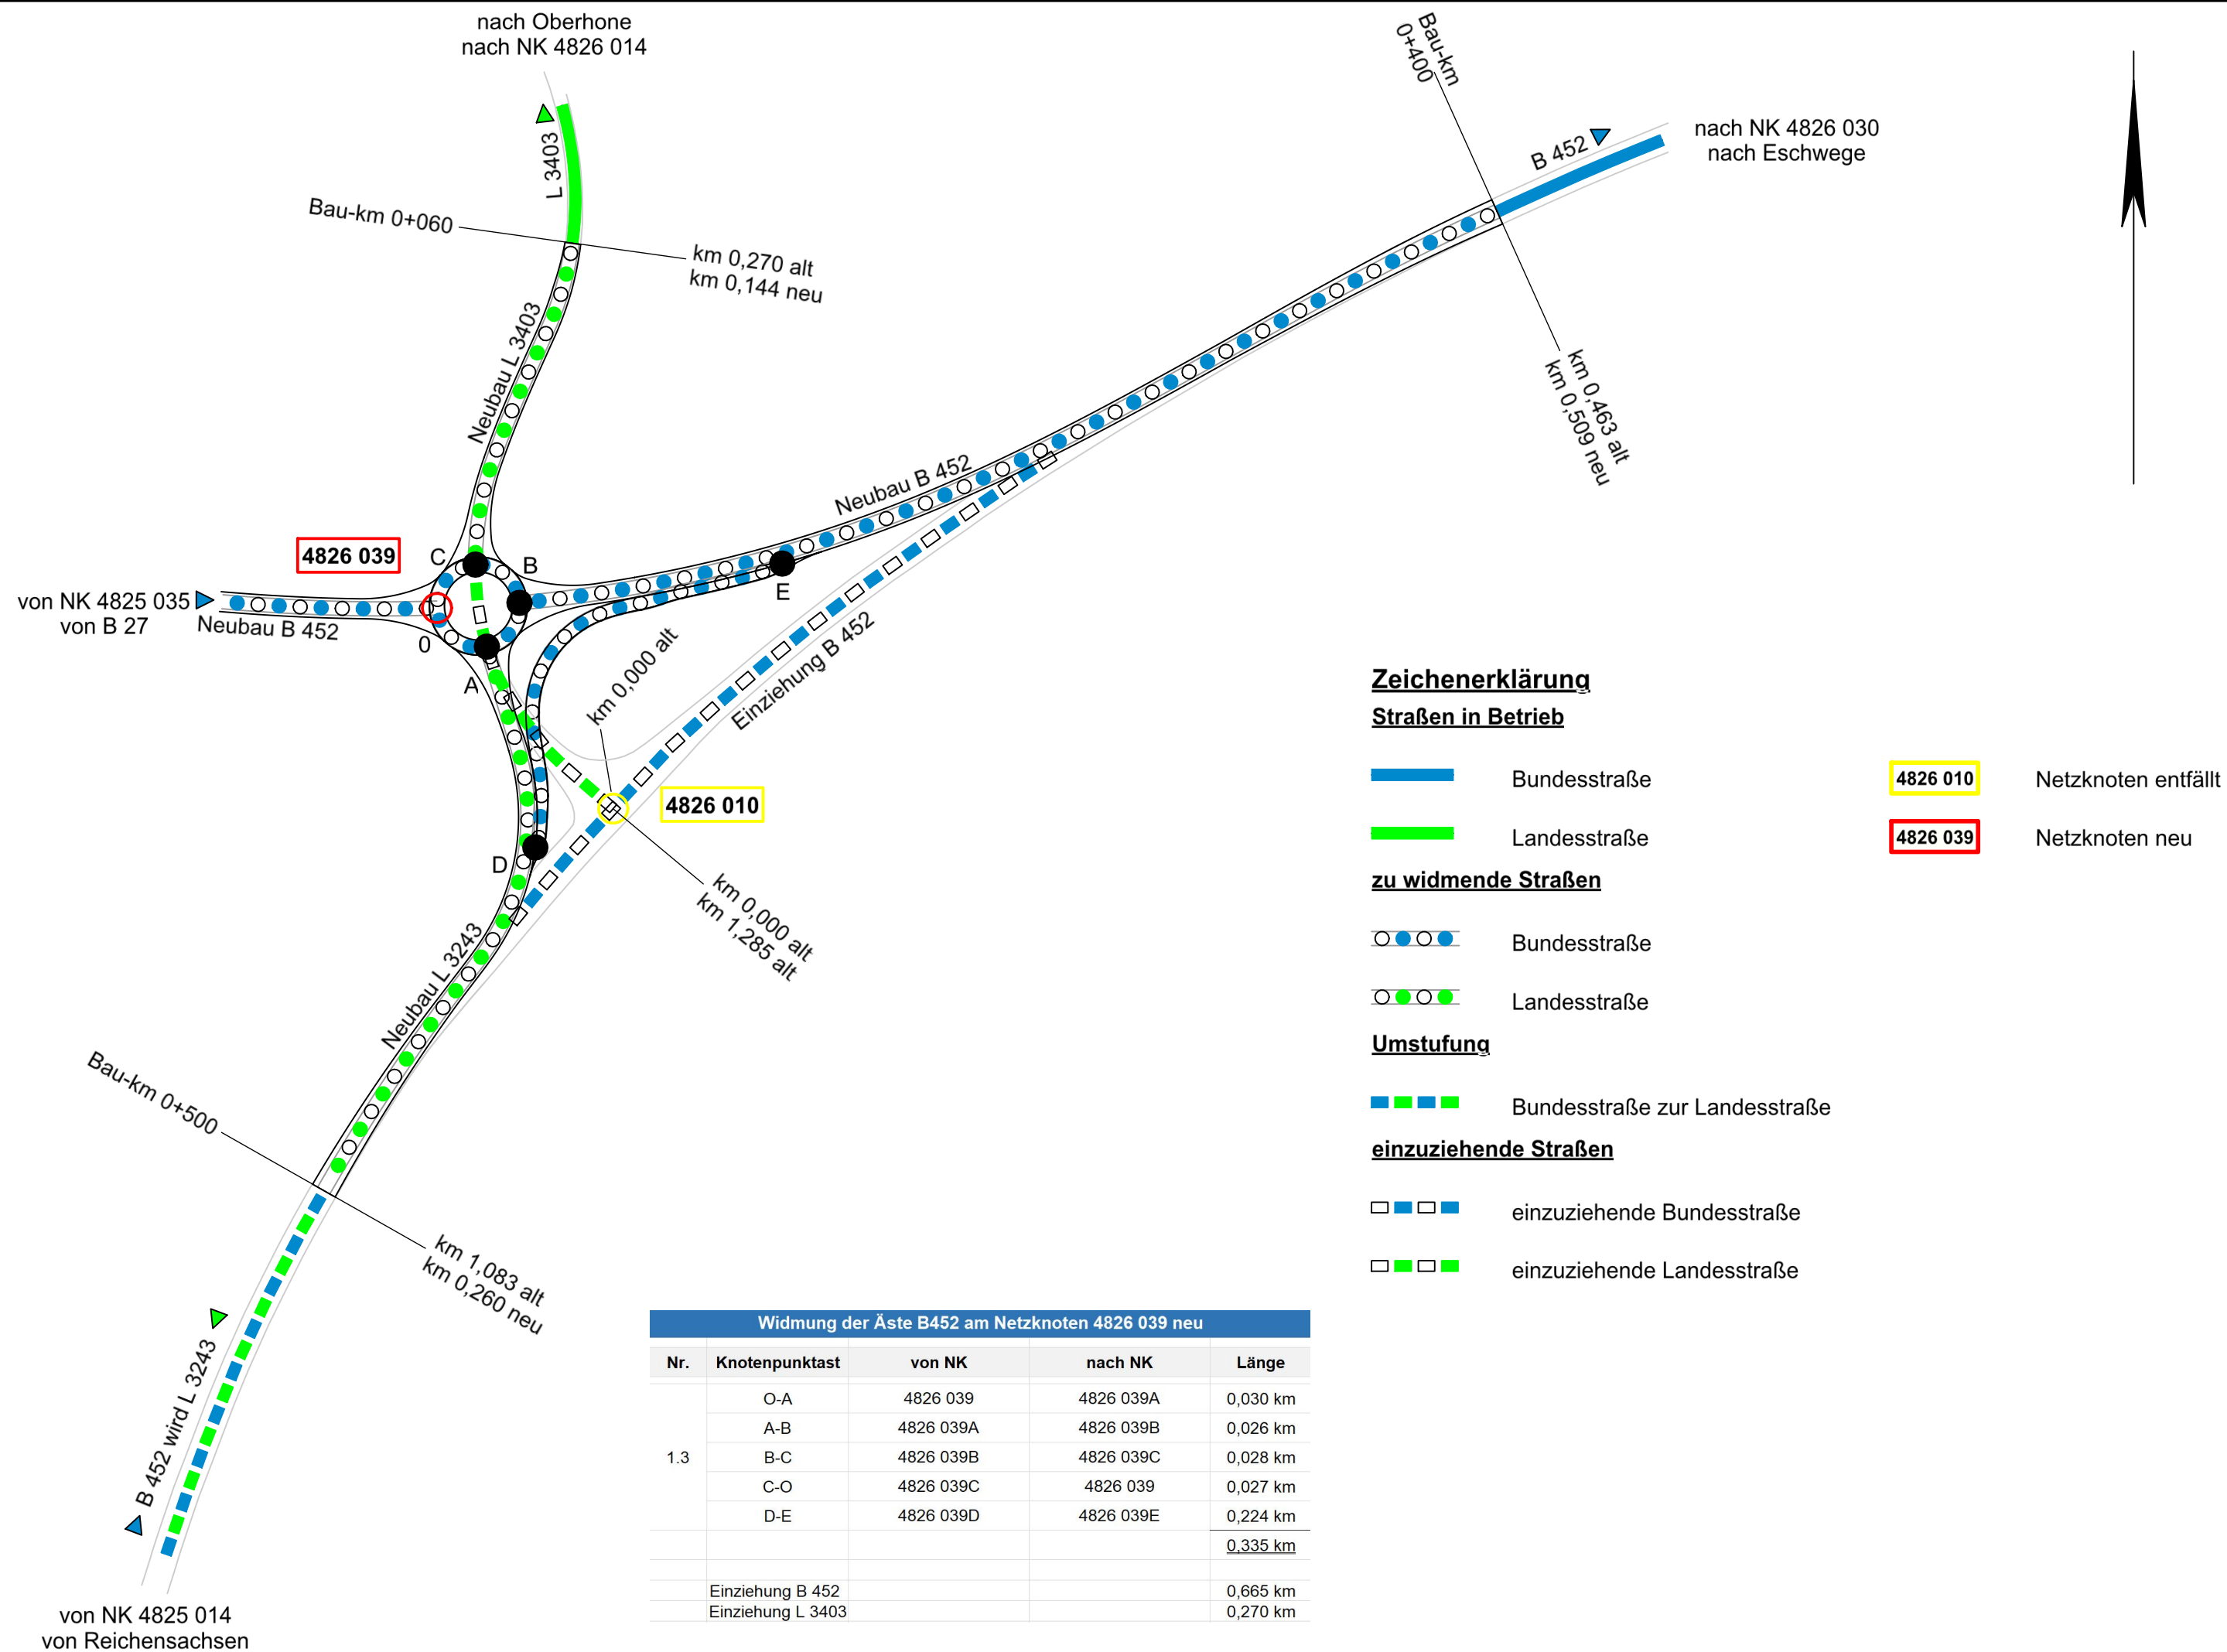 nach Oberhone
nach NK 4826 014
Bau-km
0+400
nach NK 4826 030
nach Eschwege
B 452
L 3403
Bau-km 0+060
km 0,270 alt
km 0,144 neu
Neubau L 3403
km 0,463 alt
km 0,509 neu
Neubau B 452
4826 039
C
B
E
von NK 4825 035
von B 27
Neubau B 452
0
A
km 0,000 alt
Einziehung B 452
4826 010
D
km 0,000 alt
km 1,285 alt
Neubau L 3243
Bau-km 0+500
km 1,083 alt
km 0,260 neu
B 452 wird L 3243
von NK 4825 014
von Reichensachsen
Zeichenerklärung
Straßen in Betrieb
Bundesstraße
4826 010
Netzknoten entfällt
Landesstraße
4826 039
Netzknoten neu
zu widmende Straßen
Bundesstraße
Landesstraße
Umstufung
Bundesstraße zur Landesstraße
einzuziehende Straßen
einzuziehende Bundesstraße
einzuziehende Landesstraße
Widmung der Äste B452 am Netzknoten 4826 039 neu
Nr. Knotenpunktast von NK nach NK Länge
O-A 4826 039 4826 039A 0,030 km
A-B 4826 039A 4826 039B 0,026 km
1.3 B-C 4826 039B 4826 039C 0,028 km
C-O 4826 039C 4826 039 0,027 km
D-E 4826 039D 4826 039E 0,224 km
0,335 km
Einziehung B 452 0,665 km
Einziehung L 3403 0,270 km